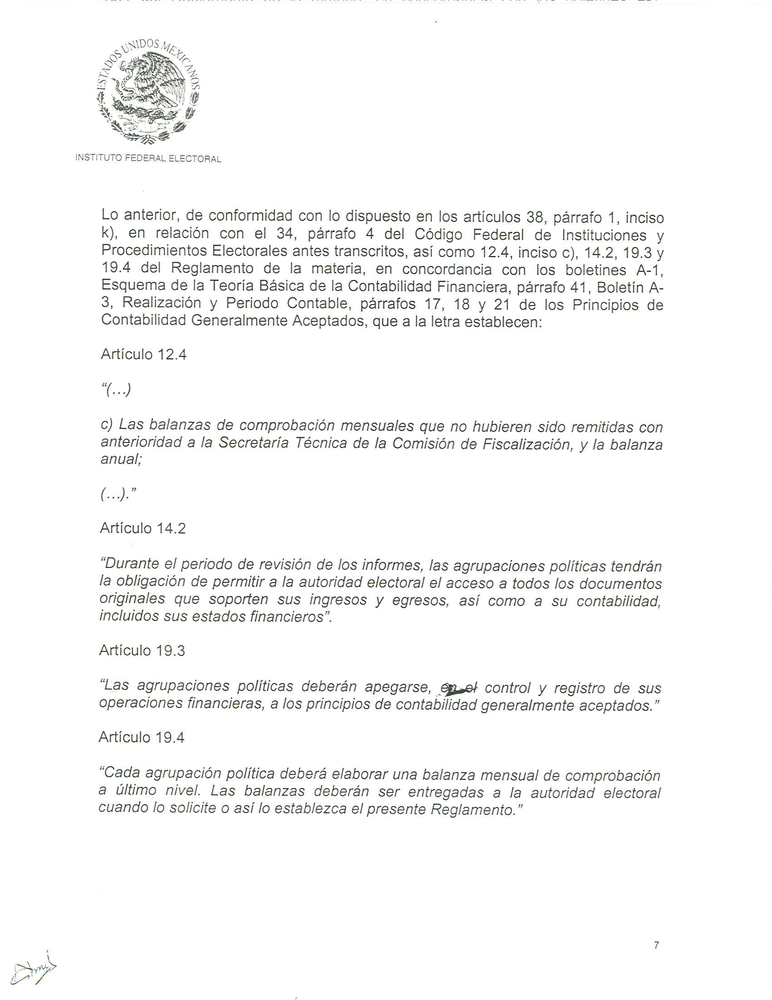 ESTADOS UNIDOS MEXICANOS
INSTITUTO FEDERAL ELECTORAL
Lo anterior, de conformidad con lo dispuesto en los artículos 38, párrafo 1, inciso
k), en relación con el 34, párrafo 4 del Código Federal de Instituciones y
Procedimientos Electorales antes transcritos, así como 12.4, inciso c), 14.2, 19.3 y
19.4 del Reglamento de la materia, en concordancia con los boletines A-1,
Esquema de la Teoría Básica de la Contabilidad Financiera, párrafo 41, Boletín A-
3, Realización y Periodo Contable, párrafos 17, 18 y 21 de los Principios de
Contabilidad Generalmente Aceptados, que a la letra establecen:
Artículo 12.4
“(...)
c) Las balanzas de comprobación mensuales que no hubieren sido remitidas con
anterioridad a la Secretaría Técnica de la Comisión de Fiscalización, y la balanza
anual;
(...).”
Artículo 14.2
“Durante el periodo de revisión de los informes, las agrupaciones políticas tendrán
la obligación de permitir a la autoridad electoral el acceso a todos los documentos
originales que soporten sus ingresos y egresos, así como a su contabilidad,
incluidos sus estados financieros”.
Artículo 19.3
“Las agrupaciones políticas deberán apegarse, en el control y registro de sus
operaciones financieras, a los principios de contabilidad generalmente aceptados.”
Artículo 19.4
“Cada agrupación política deberá elaborar una balanza mensual de comprobación
a último nivel. Las balanzas deberán ser entregadas a la autoridad electoral
cuando lo solicite o así lo establezca el presente Reglamento.”
7